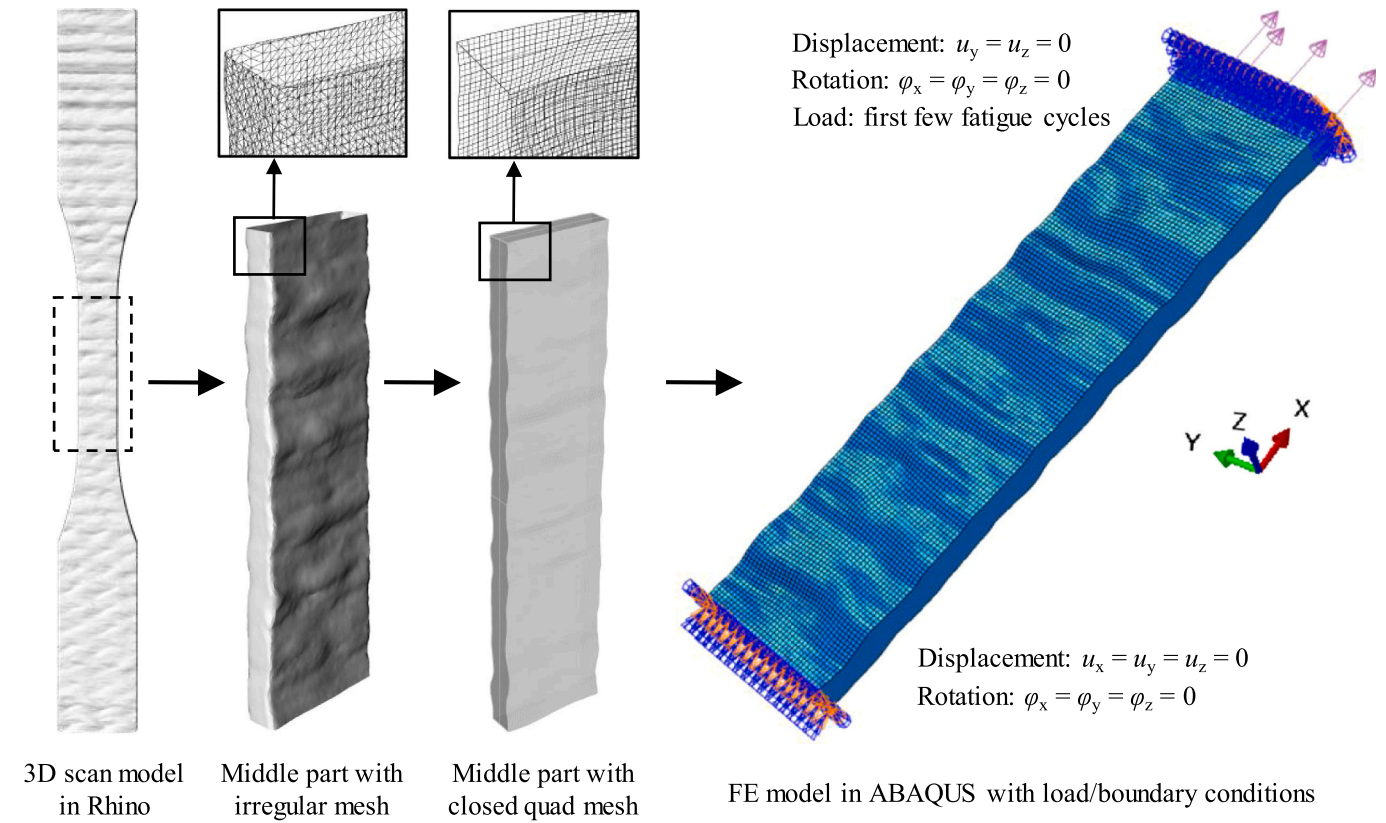 Displacement: uy = uz = 0
Rotation: φx = φy = φz = 0
Load: first few fatigue cycles
X
Z
Y
Displacement: ux = uy = uz = 0
Rotation: φx = φy = φz = 0
3D scan model
in Rhino
Middle part with
irregular mesh
Middle part with
closed quad mesh
FE model in ABAQUS with load/boundary conditions